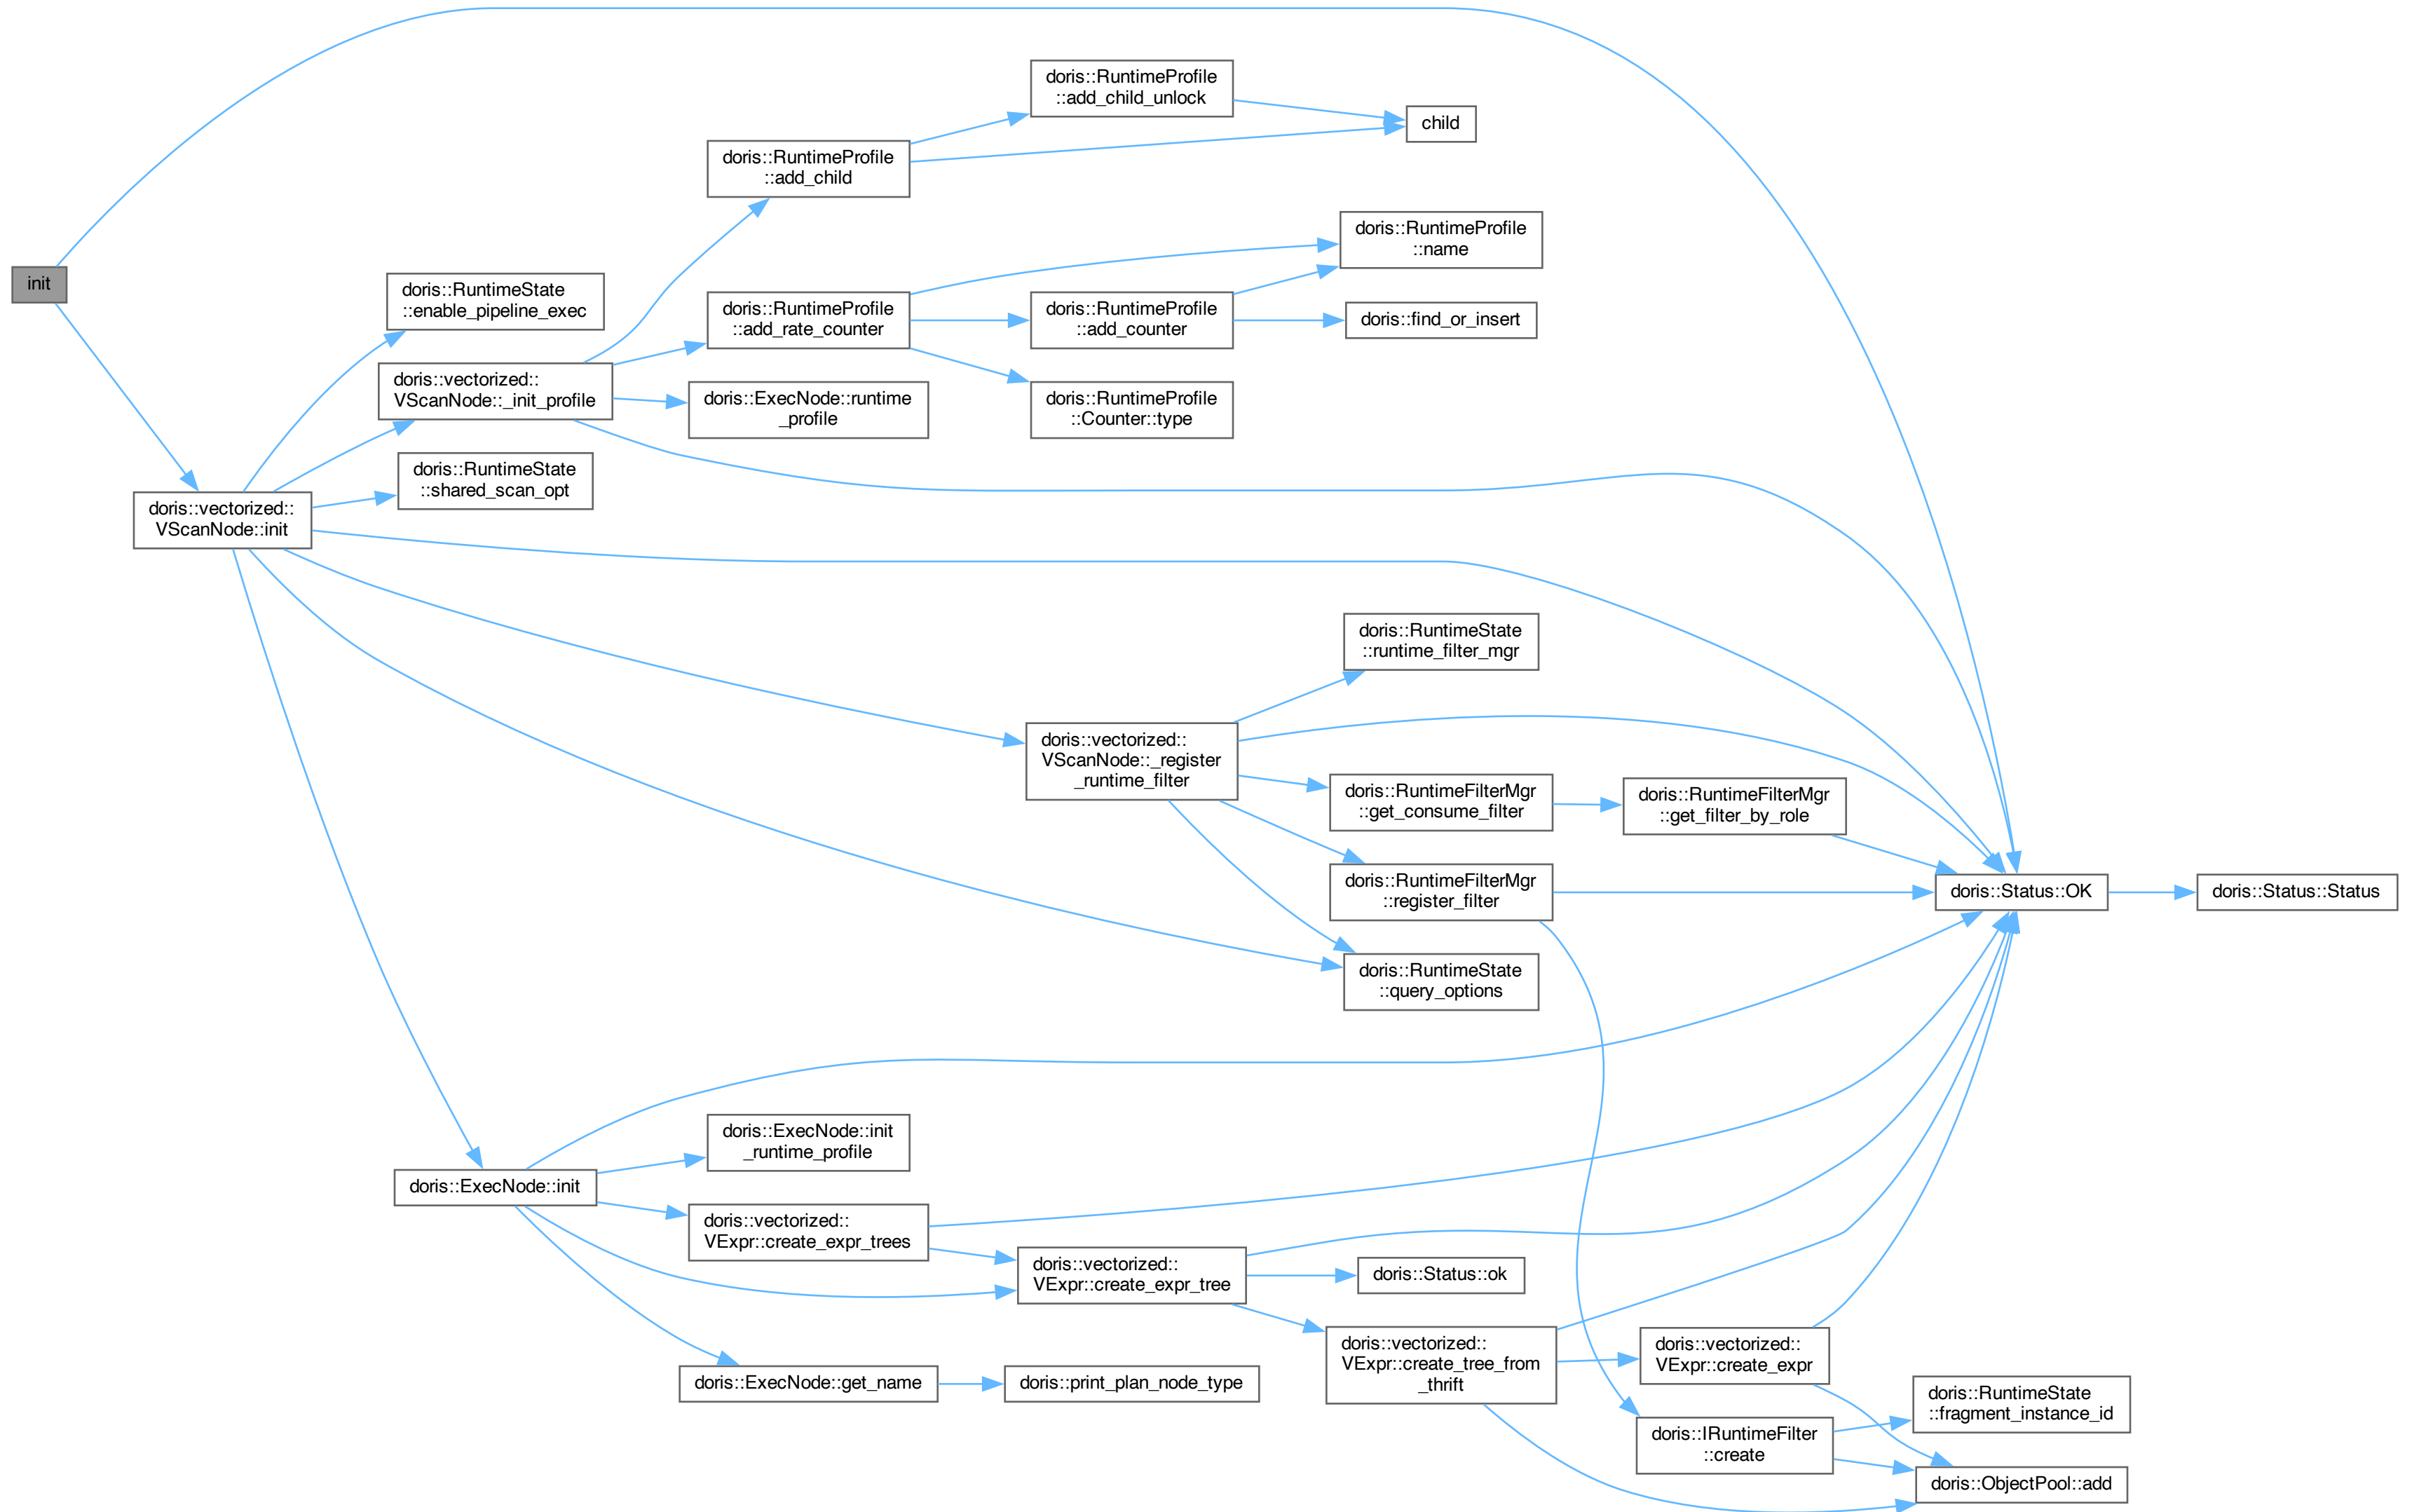 init
doris::vectorized::
VScanNode::init
doris::RuntimeState
::enable_pipeline_exec
doris::vectorized::
VScanNode::_init_profile
doris::RuntimeState
::shared_scan_opt
doris::RuntimeProfile
::add_child
doris::RuntimeProfile
::add_child_unlock
child
doris::RuntimeProfile
::add_rate_counter
doris::RuntimeProfile
::add_counter
doris::RuntimeProfile
::name
doris::find_or_insert
doris::RuntimeProfile
::Counter::type
doris::ExecNode::runtime
_profile
doris::vectorized::
VScanNode::_register
_runtime_filter
doris::RuntimeState
::runtime_filter_mgr
doris::RuntimeFilterMgr
::get_consume_filter
doris::RuntimeFilterMgr
::get_filter_by_role
doris::RuntimeFilterMgr
::register_filter
doris::RuntimeState
::query_options
doris::Status::OK
doris::Status::Status
doris::ExecNode::init
doris::ExecNode::init
_runtime_profile
doris::vectorized::
VExpr::create_expr_trees
doris::vectorized::
VExpr::create_expr_tree
doris::Status::ok
doris::vectorized::
VExpr::create_tree_from
_thrift
doris::vectorized::
VExpr::create_expr
doris::ExecNode::get_name
doris::print_plan_node_type
doris::IRuntimeFilter
::create
doris::RuntimeState
::fragment_instance_id
doris::ObjectPool::add